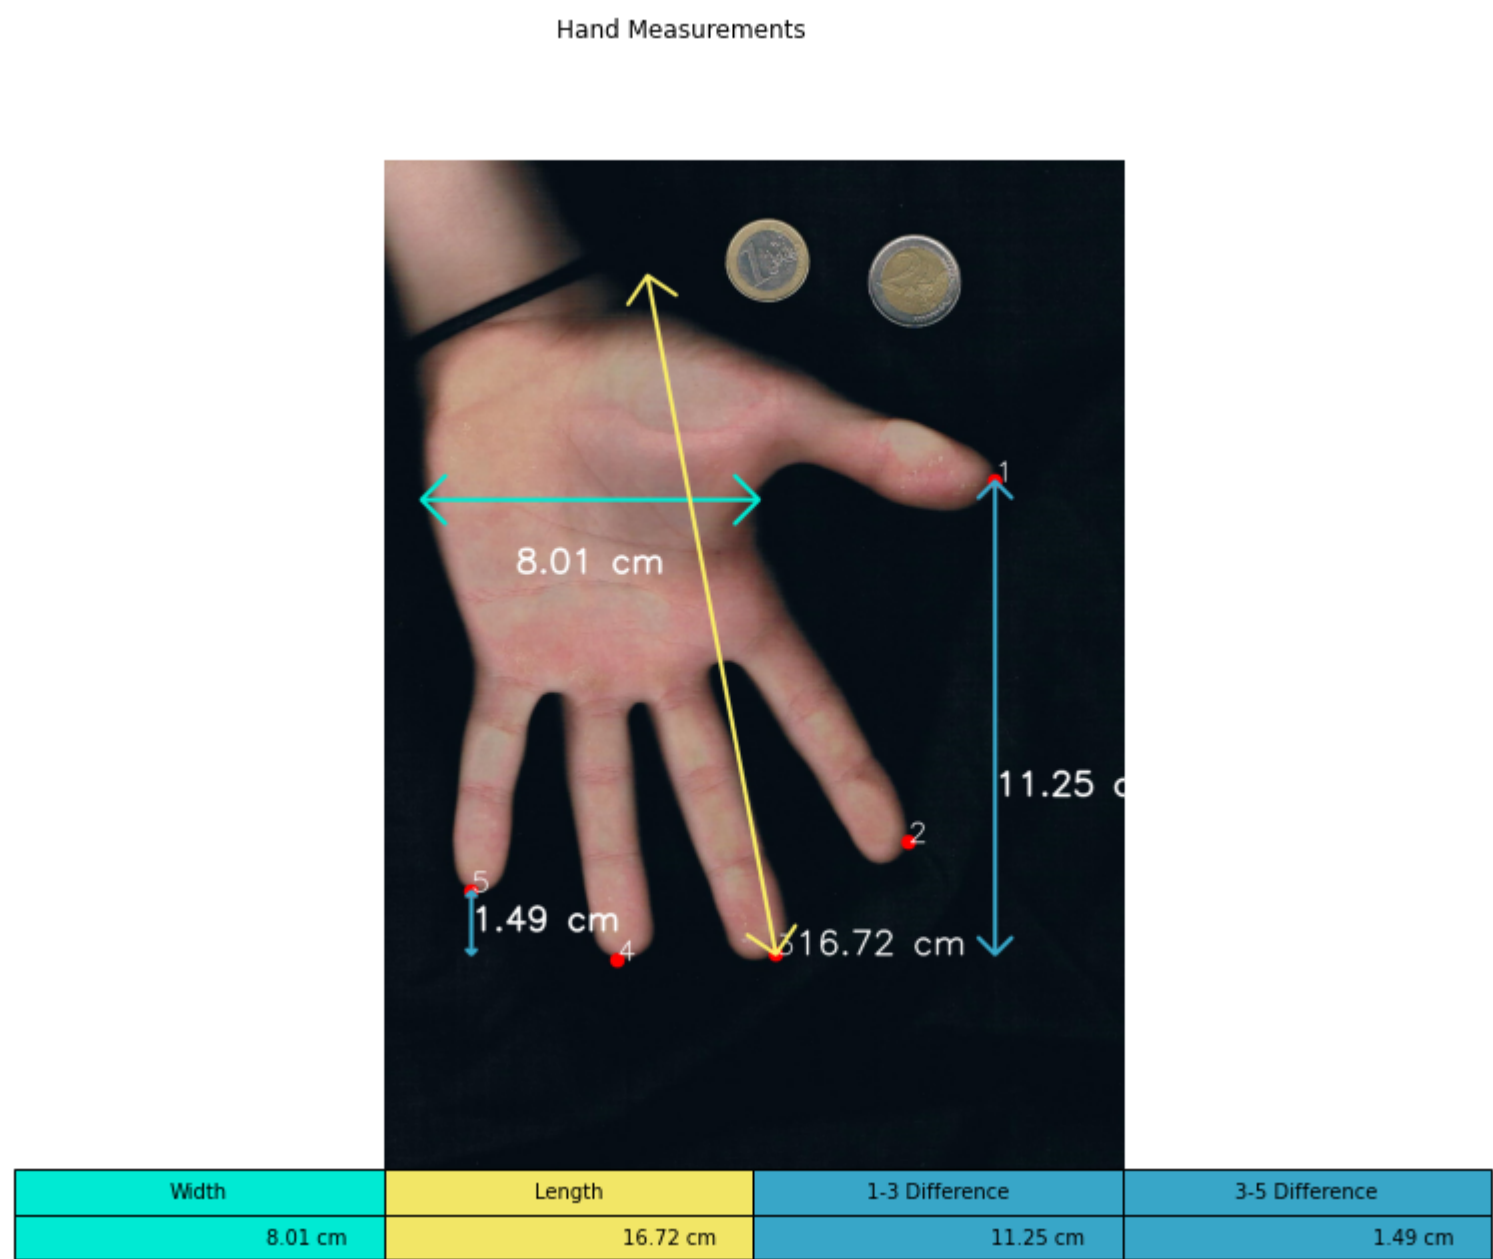 Hand Measurements
1
8.01 cm
11.25 c
2
5
1.49 cm
4
3 16.72 cm
Width Length 1-3 Difference 3-5 Difference
8.01 cm 16.72 cm 11.25 cm 1.49 cm